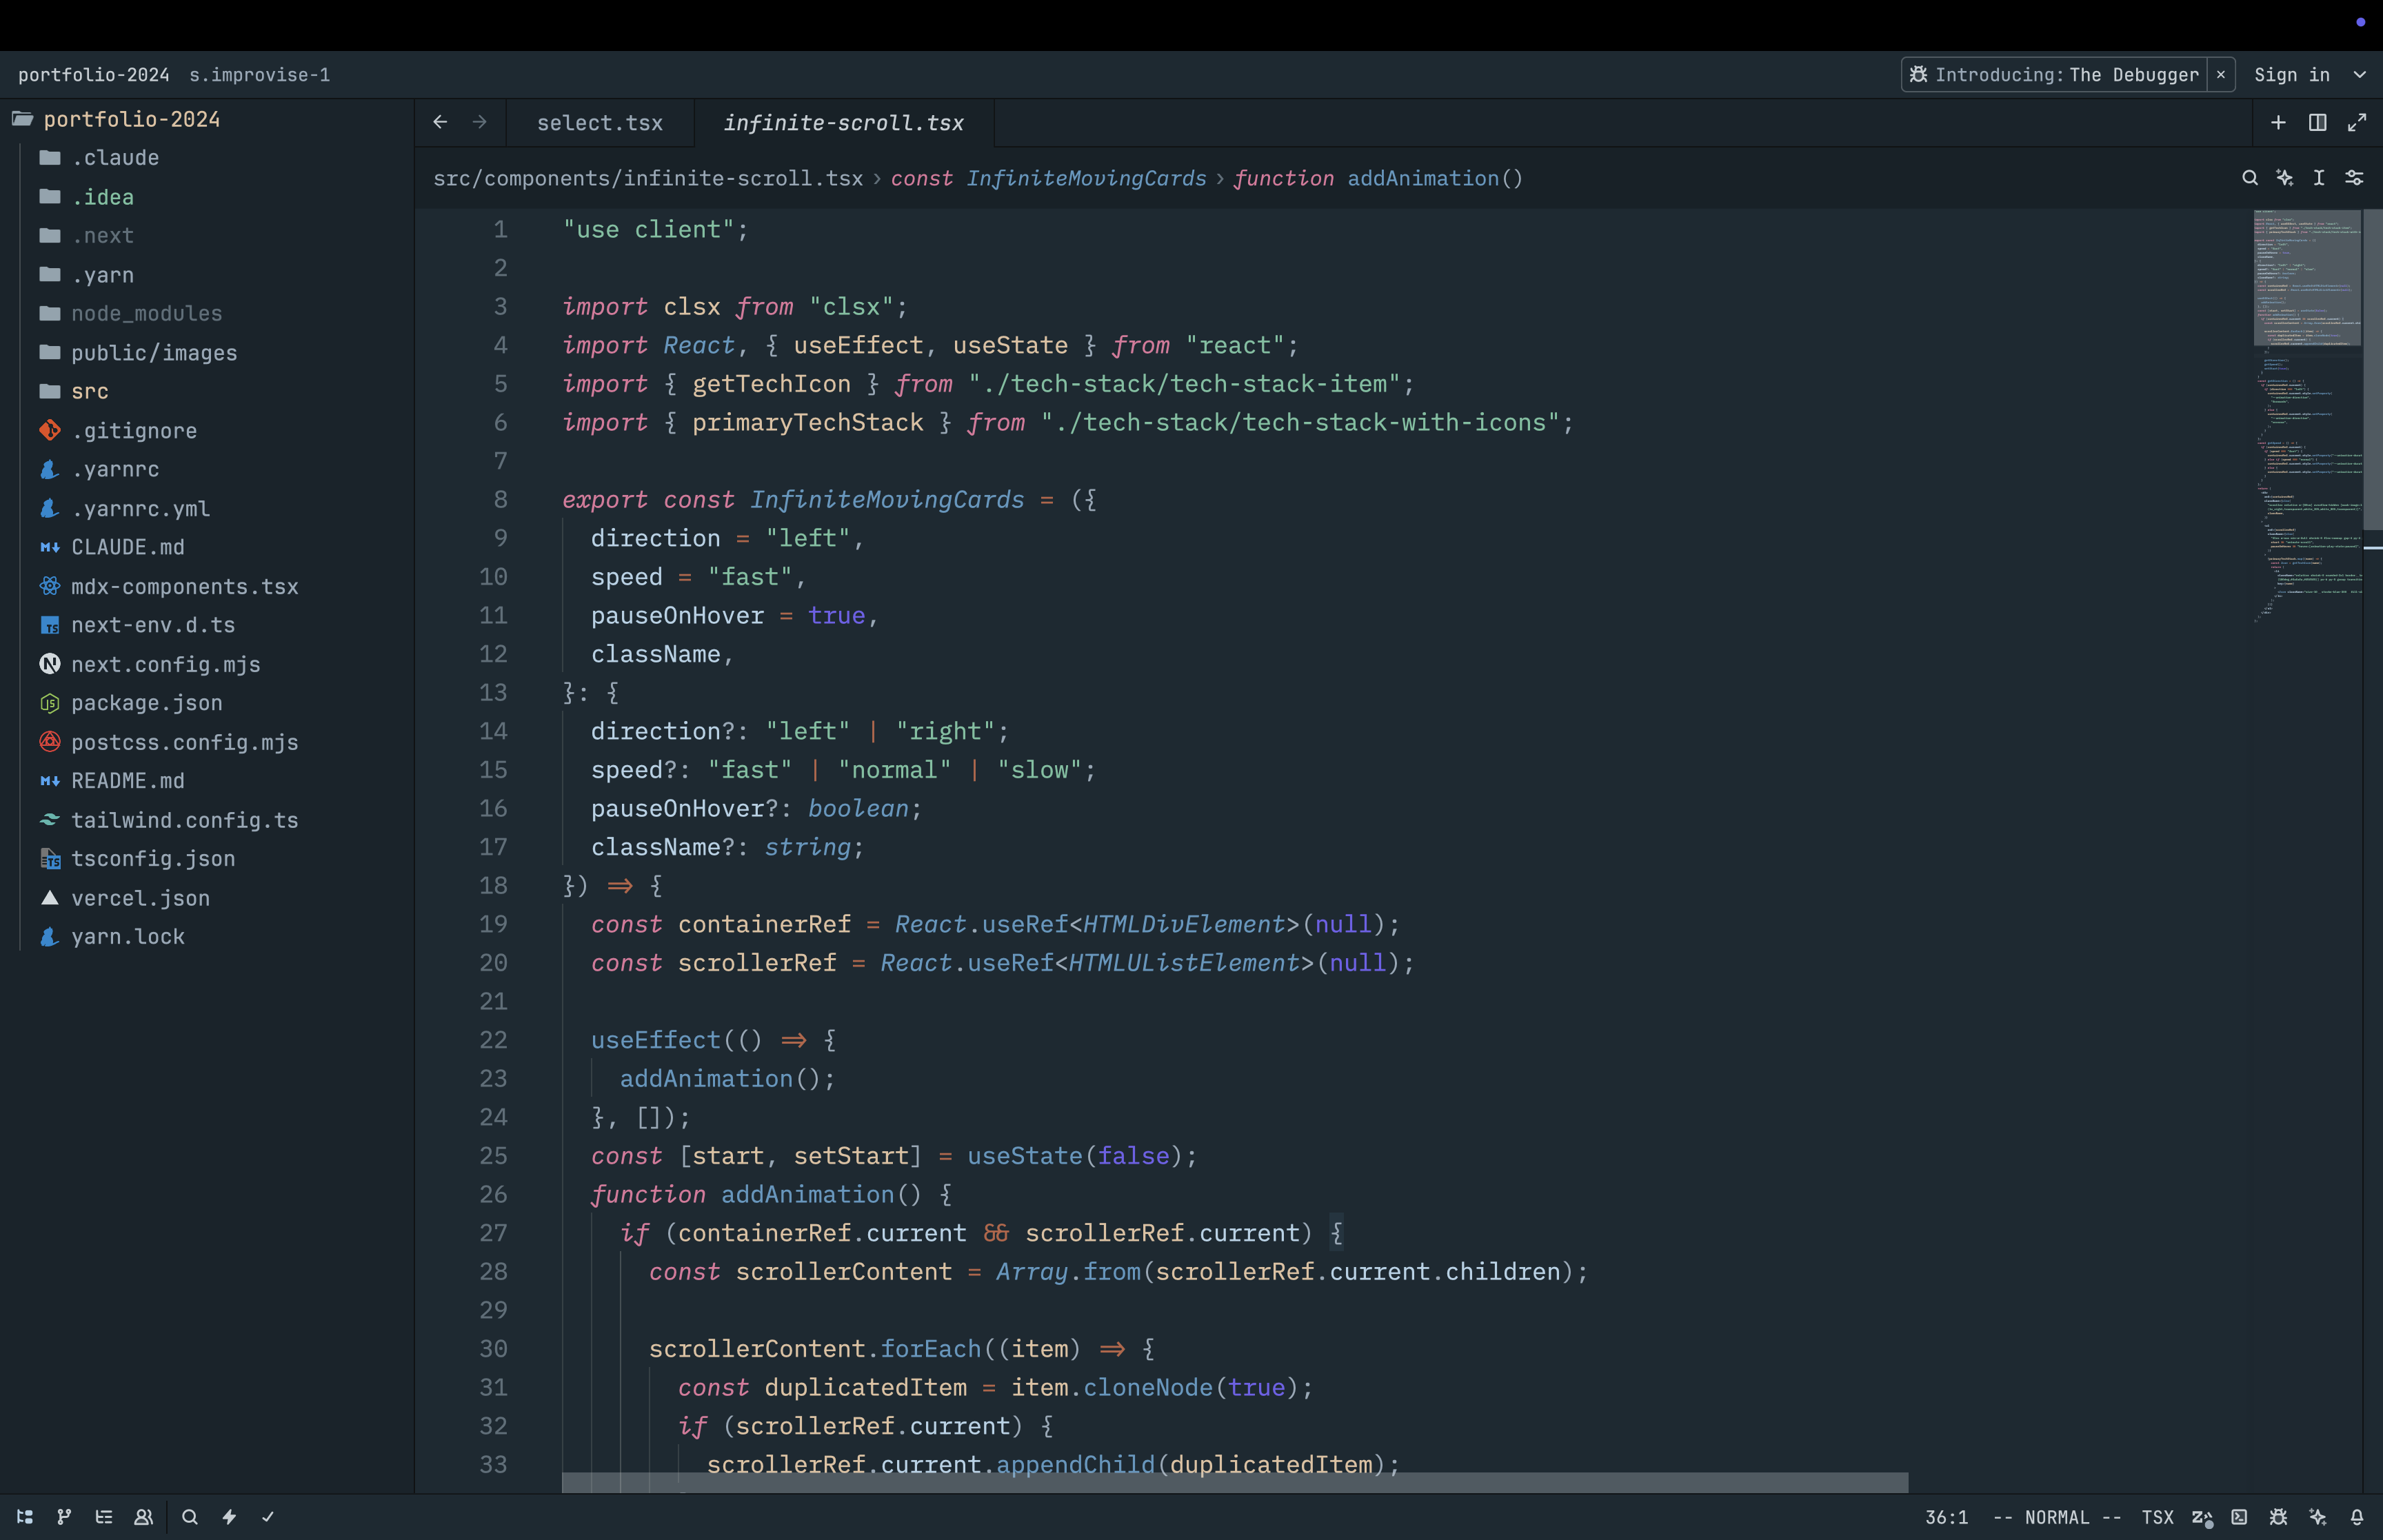 portfolio-2024 s.improvise-1
Introducing: The Debugger × Sign in
portfolio-2024
.claude
.idea
.next
.yarn
node_modules
public/images
src
.gitignore
.yarnrc
.yarnrc.yml
CLAUDE.md
mdx-components.tsx
next-env.d.ts
next.config.mjs
package.json
postcss.config.mjs
README.md
tailwind.config.ts
tsconfig.json
vercel.json
yarn.lock
select.tsx infinite-scroll.tsx
src/components/infinite-scroll.tsx › const InfiniteMovingCards › function addAnimation()
1 "use client";
2
3 import clsx from "clsx";
4 import React, { useEffect, useState } from "react";
5 import { getTechIcon } from "./tech-stack/tech-stack-item";
6 import { primaryTechStack } from "./tech-stack/tech-stack-with-icons";
7
8 export const InfiniteMovingCards = ({
9 direction = "left",
10 speed = "fast",
11 pauseOnHover = true,
12 className,
13 }: {
14 direction?: "left" | "right";
15 speed?: "fast" | "normal" | "slow";
16 pauseOnHover?: boolean;
17 className?: string;
18 }) => {
19 const containerRef = React.useRef<HTMLDivElement>(null);
20 const scrollerRef = React.useRef<HTMLUListElement>(null);
21
22 useEffect(() => {
23 addAnimation();
24 }, []);
25 const [start, setStart] = useState(false);
26 function addAnimation() {
27 if (containerRef.current && scrollerRef.current) {
28 const scrollerContent = Array.from(scrollerRef.current.children);
29
30 scrollerContent.forEach((item) => {
31 const duplicatedItem = item.cloneNode(true);
32 if (scrollerRef.current) {
33 scrollerRef.current.appendChild(duplicatedItem);
36:1 -- NORMAL -- TSX